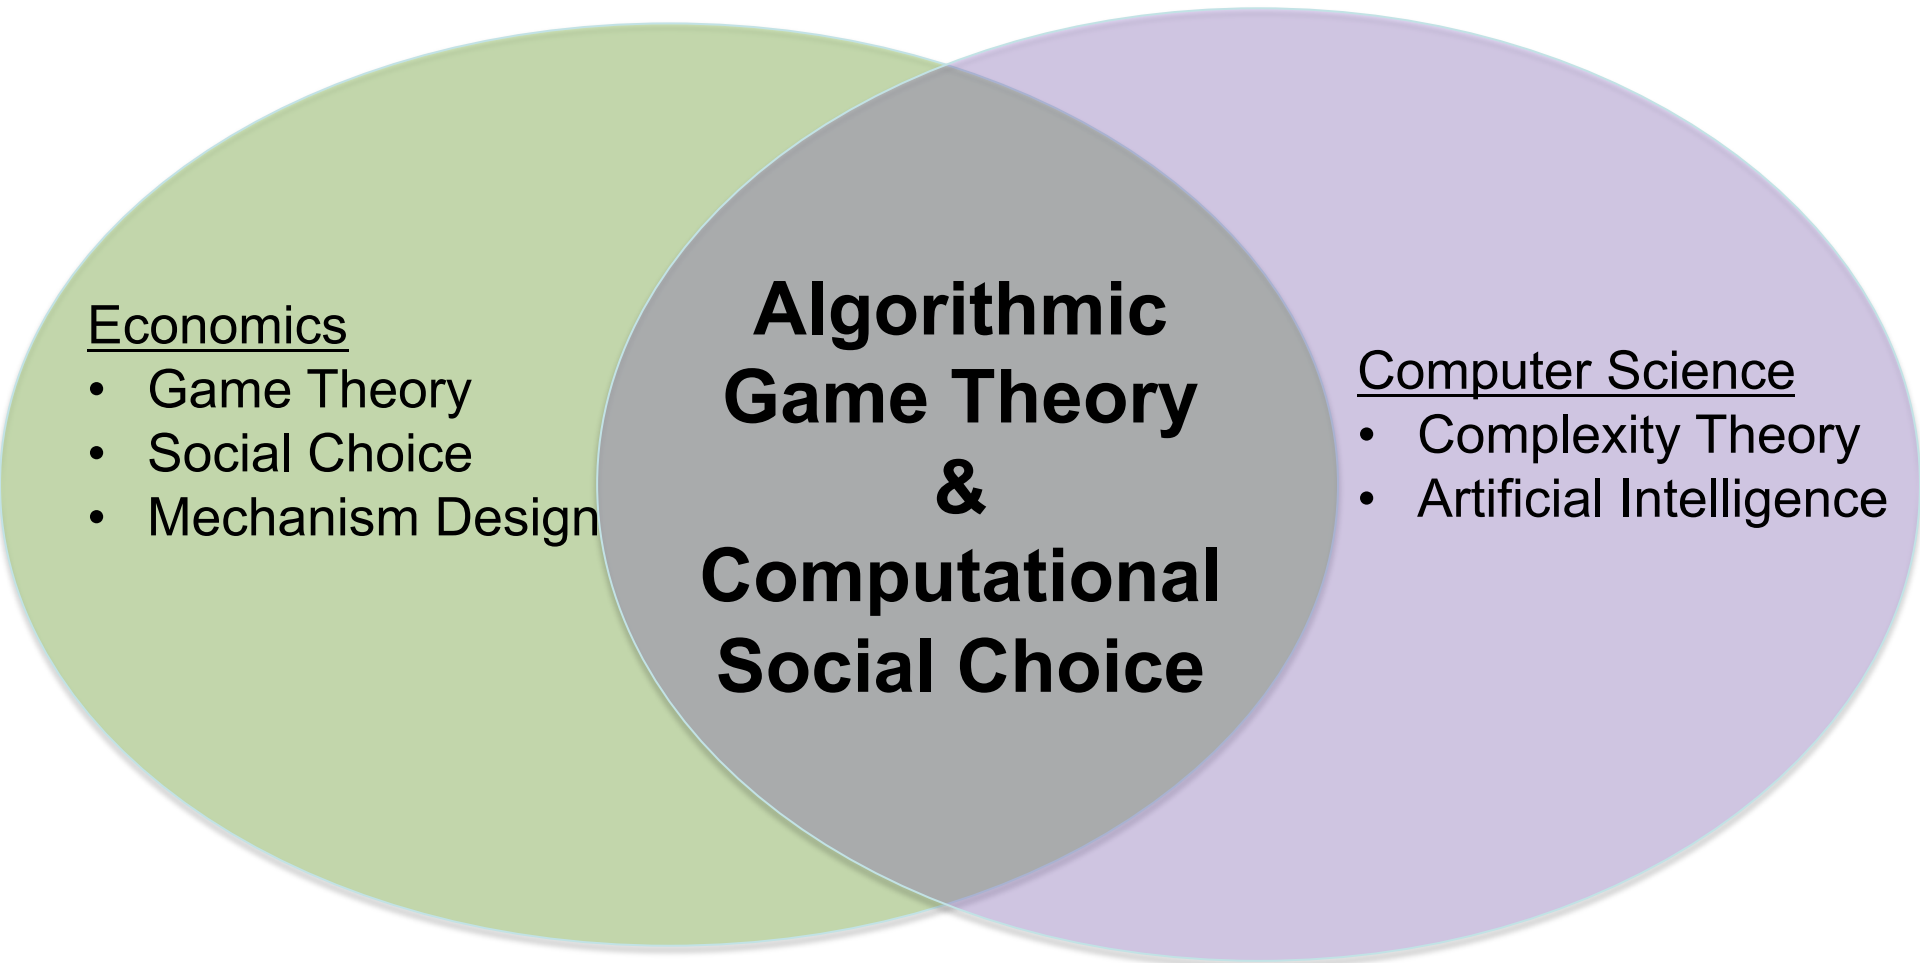 Economics
• Game Theory
• Social Choice
• Mechanism Design
Algorithmic
Game Theory
&
Computational
Social Choice
Computer Science
• Complexity Theory
• Artificial Intelligence